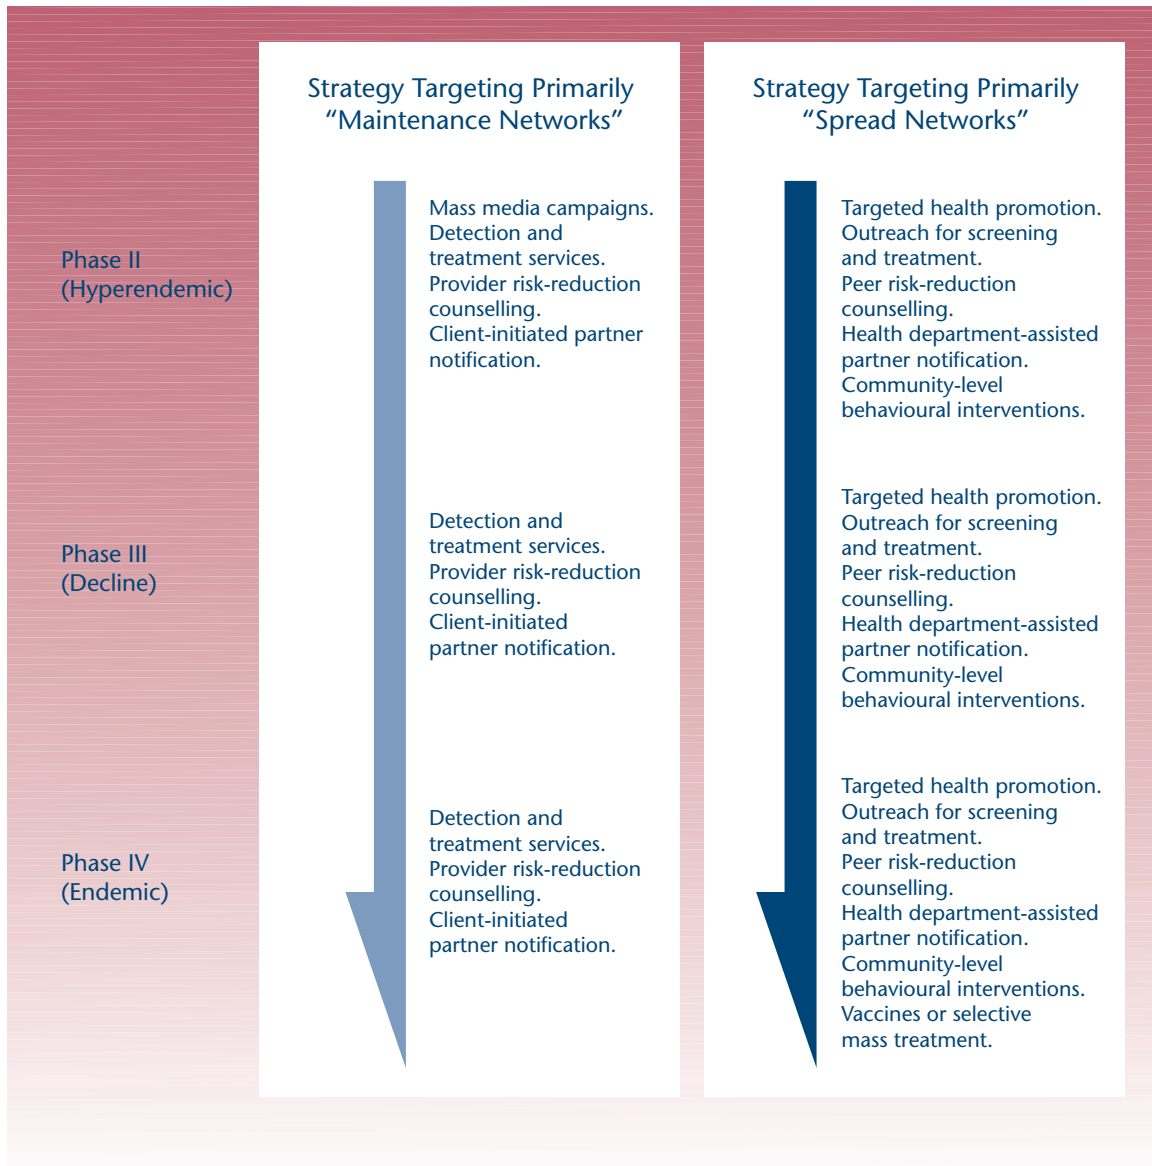 Strategy Targeting Primarily
“Maintenance Networks”
Strategy Targeting Primarily
“Spread Networks”
Phase II
(Hyperendemic)
Mass media campaigns.
Detection and
treatment services.
Provider risk-reduction
counselling.
Client-initiated partner
notification.
Targeted health promotion.
Outreach for screening
and treatment.
Peer risk-reduction
counselling.
Health department-assisted
partner notification.
Community-level
behavioural interventions.
Phase III
(Decline)
Detection and
treatment services.
Provider risk-reduction
counselling.
Client-initiated
partner notification.
Targeted health promotion.
Outreach for screening
and treatment.
Peer risk-reduction
counselling.
Health department-assisted
partner notification.
Community-level
behavioural interventions.
Phase IV
(Endemic)
Detection and
treatment services.
Provider risk-reduction
counselling.
Client-initiated
partner notification.
Targeted health promotion.
Outreach for screening
and treatment.
Peer risk-reduction
counselling.
Health department-assisted
partner notification.
Community-level
behavioural interventions.
Vaccines or selective
mass treatment.